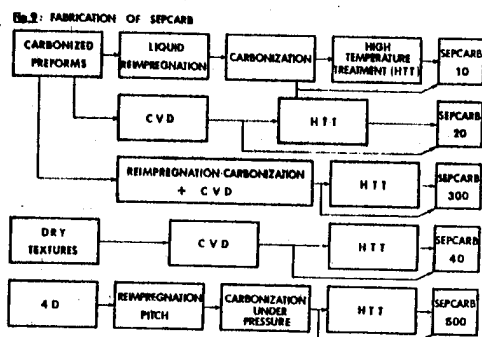 Fig.2: FABRICATION OF SEPCARB
CARBONIZED
PREFORMS
LIQUID
REIMPREGNATION
CARBONIZATION
HIGH
TEMPERATURE
TREATMENT (HTT)
SEPCARB
10
CVD
HTT
SEPCARB
20
REIMPREGNATION-CARBONIZATION
+ CVD
HTT
SEPCARB
300
DRY
TEXTURES
CVD
HTT
SEPCARB
40
4D
REIMPREGNATION
PITCH
CARBONIZATION
UNDER
PRESSURE
HTT
SEPCARB
500